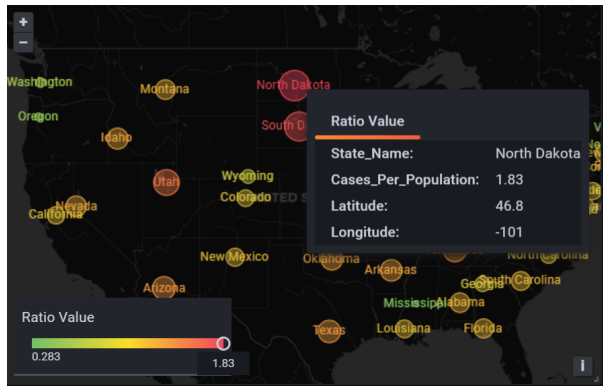 +
−
Washington
Montana
North Dakota
Oregon
Idaho
South D
Ratio Value
State_Name: North Dakota
Cases_Per_Population: 1.83
Latitude: 46.8
Longitude: -101
Utah
Wyoming
Colorado
UNITED S
Nevada
California
New Mexico
Oklahoma
North Carolina
Arkansas
Georgia
South Carolina
Arizona
Mississippi
Alabama
Texas
Louisiana
Florida
Ratio Value
0.283
1.83
i